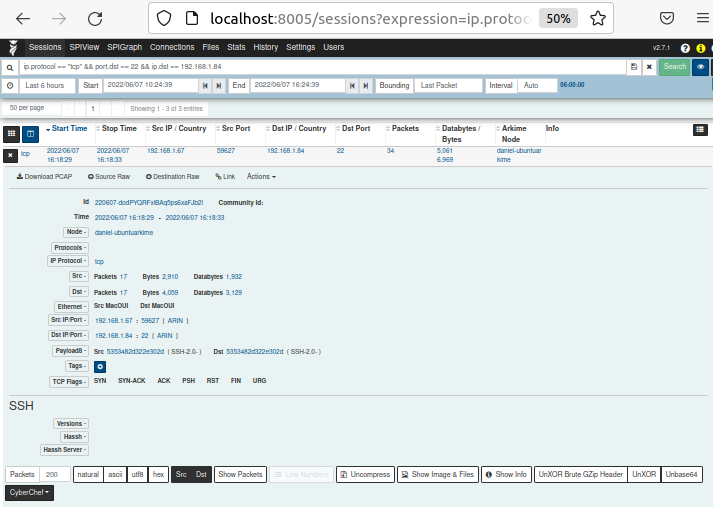 localhost:8005/sessions?expression=ip.protoc 50%
Sessions SPIView SPIGraph Connections Files Stats History Settings Users v2.7.1
ip.protocol == "tcp" && port.dst == 22 && ip.dst == 192.168.1.84 Search
Last 6 hours Start 2022/06/07 10:24:39 End 2022/06/07 16:24:39 Bounding Last Packet Interval Auto 06:00:00
50 per page 1 Showing 1 - 3 of 3 entries
Start Time Stop Time Src IP / Country Src Port Dst IP / Country Dst Port Packets Databytes / Bytes Arkime Node Info
tcp 2022/06/07 16:18:29 2022/06/07 16:18:33 192.168.1.67 59627 192.168.1.84 22 34 5,061 6,969 daniel-ubuntuarkime
Download PCAP Source Raw Destination Raw Link Actions
Id 220607-dodPYQRFxIBAq5ps6xaFJb2l Community Id:
Time 2022/06/07 16:18:29 - 2022/06/07 16:18:33
Node daniel-ubuntuarkime
Protocols
IP Protocol tcp
Src Packets 17 Bytes 2,910 Databytes 1,932
Dst Packets 17 Bytes 4,059 Databytes 3,129
Ethernet Src MacOUI Dst MacOUI
Src IP/Port 192.168.1.67 : 59627 ( ARIN )
Dst IP/Port 192.168.1.84 : 22 ( ARIN )
Payload8 Src 5353482d322e302d ( SSH-2.0- ) Dst 5353482d322e302d ( SSH-2.0- )
Tags
TCP Flags SYN SYN-ACK ACK PSH RST FIN URG
SSH
Versions
Hassh
Hassh Server
Packets 200 natural ascii utf8 hex Src Dst Show Packets Line Numbers Uncompress Show Image & Files Show Info UnXOR Brute GZip Header UnXOR Unbase64
CyberChef